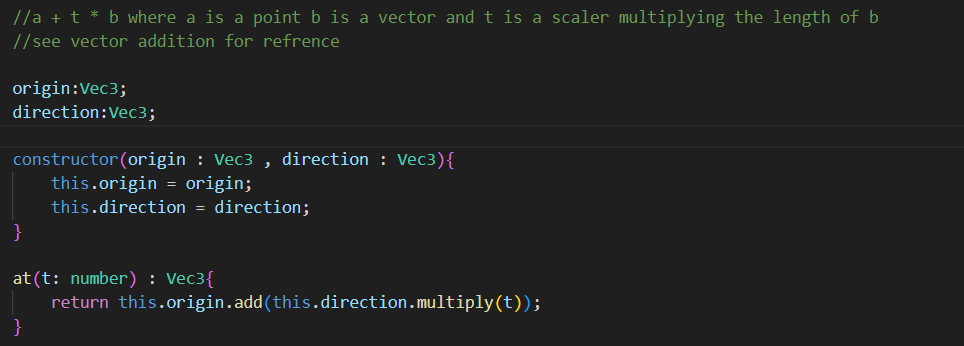 //a + t * b where a is a point b is a vector and t is a scaler multiplying the length of b
//see vector addition for refrence
origin:Vec3;
direction:Vec3;
constructor(origin : Vec3 , direction : Vec3){
this.origin = origin;
this.direction = direction;
}
at(t: number) : Vec3{
return this.origin.add(this.direction.multiply(t));
}